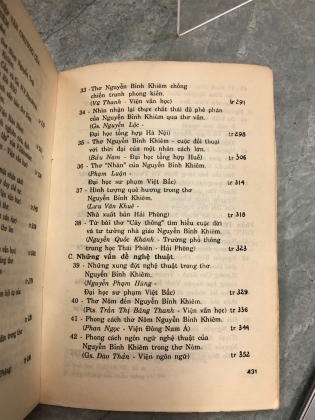 33 - Thơ Nguyễn Bỉnh Khiêm chống
chiến tranh phong kiến.
(Vũ Thanh - Viện văn học) tr 291
34 - Nhìn nhận lại thực chất thái độ phê phán
của Nguyễn Bỉnh Khiêm qua thơ văn.
(Gs. Nguyễn Lộc -
Đại học tổng hợp Hà Nội) tr 298
35 - Thơ Nguyễn Bỉnh Khiêm - cuộc đối thoại
với thời đại của một nhân cách lớn.
(Bửu Nam - Đại học tổng hợp Huế) tr 306
36 - Thơ "Nhàn" của Nguyễn Bỉnh Khiêm.
(Phạm Luận -
Đại học sư phạm Việt Bắc) tr 314
37 - Hình tượng quê hương trong thơ
Nguyễn Bỉnh Khiêm.
(Lưu Văn Khuê -
Nhà xuất bản Hải Phòng) tr 318
38 - Từ bài thơ "Cây thông" tìm hiểu cuộc đời
và tư tưởng nhà giáo Nguyễn Bỉnh Khiêm.
(Nguyễn Quốc Khánh - Trường phổ thông
trung học Thái Phiên - Hải Phòng) tr 323
C. Những vấn đề nghệ thuật.
39 - Những xung đột nghệ thuật trong thơ
Nguyễn Bỉnh Khiêm.
(Nguyễn Phạm Hùng -
Đại học sư phạm Việt Bắc) tr 329
40 - Thơ Nôm đến Nguyễn Bỉnh Khiêm.
(Pts. Trần Thị Băng Thanh - Viện văn học) tr 336
41 - Phong cách thơ Nôm Nguyễn Bỉnh Khiêm.
(Phan Ngọc - Viện Đông Nam Á) tr 344
42 - Phong cách ngôn ngữ nghệ thuật của
Nguyễn Bỉnh Khiêm trong thơ Nôm.
(Gs. Đào Thản - Viện ngôn ngữ) tr 352
431